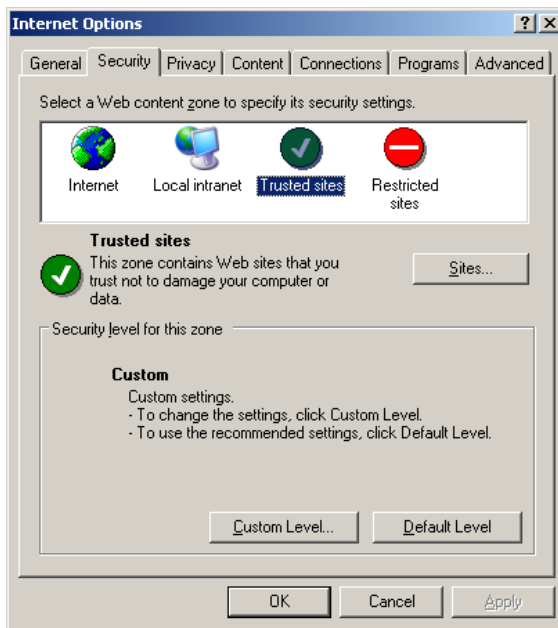 Internet Options
General Security Privacy Content Connections Programs Advanced
Select a Web content zone to specify its security settings.
Internet Local intranet Trusted sites Restricted
sites
Trusted sites
This zone contains Web sites that you
trust not to damage your computer or
data.
Sites...
Security level for this zone
Custom
Custom settings.
- To change the settings, click Custom Level.
- To use the recommended settings, click Default Level.
Custom Level... Default Level
OK Cancel Apply